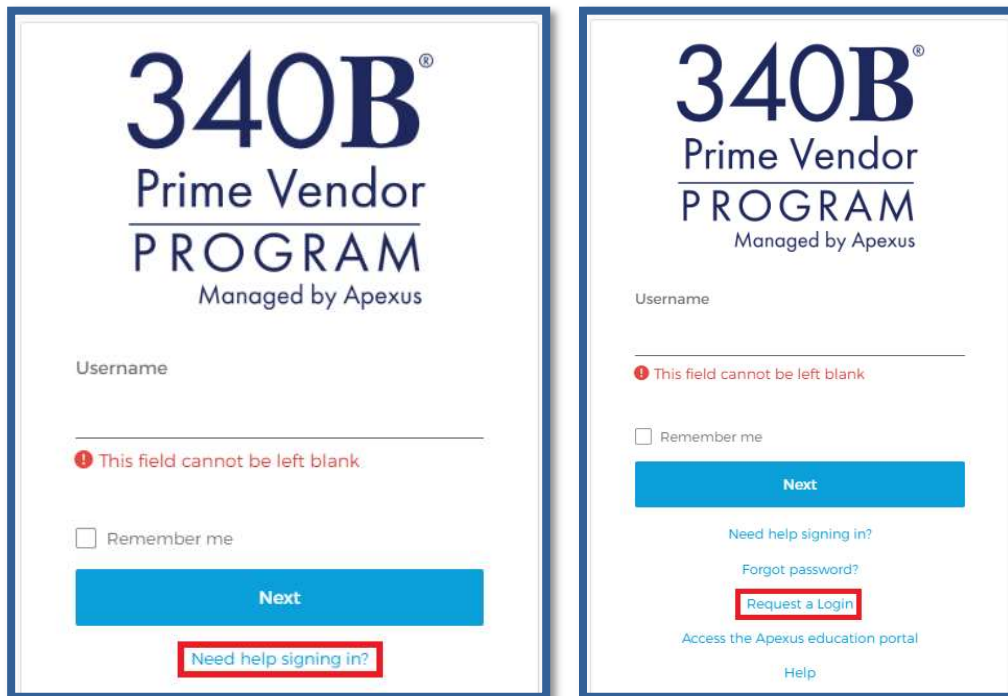 340B®
Prime Vendor
PROGRAM
Managed by Apexus
Username
This field cannot be left blank
Remember me
Next
Need help signing in?
340B®
Prime Vendor
PROGRAM
Managed by Apexus
Username
This field cannot be left blank
Remember me
Next
Need help signing in?
Forgot password?
Request a Login
Access the Apexus education portal
Help